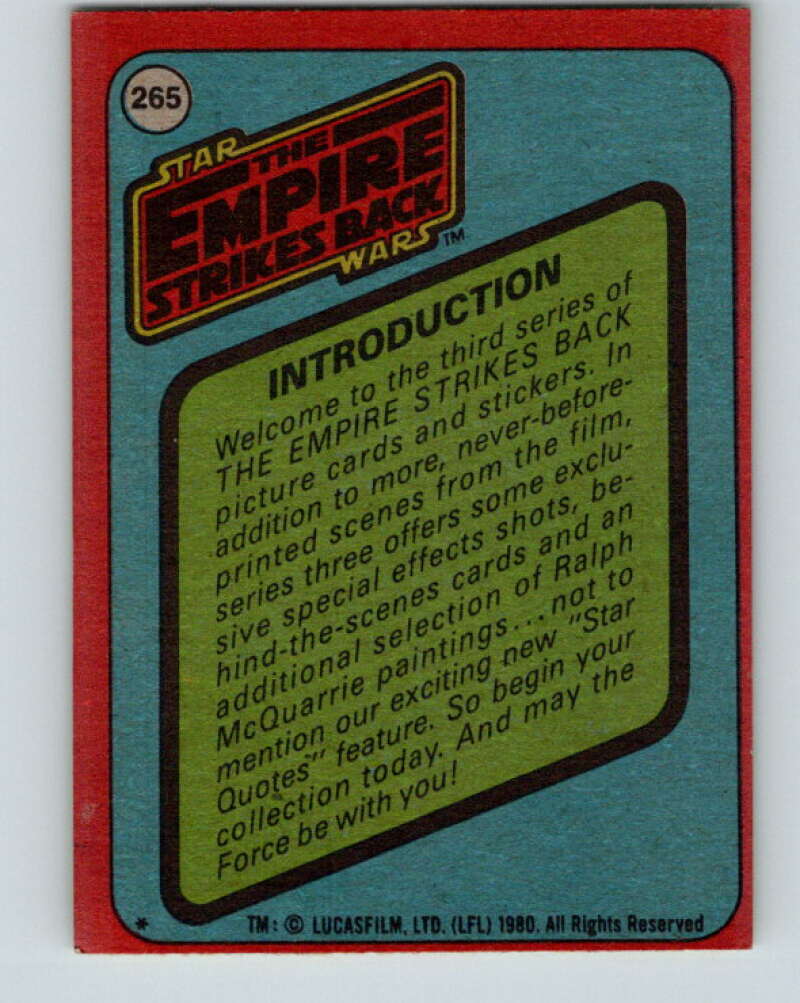 265
STAR
THE
EMPIRE
STRIKES BACK
WARS TM
INTRODUCTION
Welcome to the third series of
THE EMPIRE STRIKES BACK
picture cards and stickers. In
addition to more, never-before-
printed scenes from the film,
series three offers some exclu-
sive special effects shots, be-
hind-the-scenes cards and an
additional selection of Ralph
McQuarrie paintings...not to
mention our exciting new "Star
Quotes" feature. So begin your
collection today. And may the
Force be with you!
* TM: © LUCASFILM, LTD. (LFL) 1980. All Rights Reserved